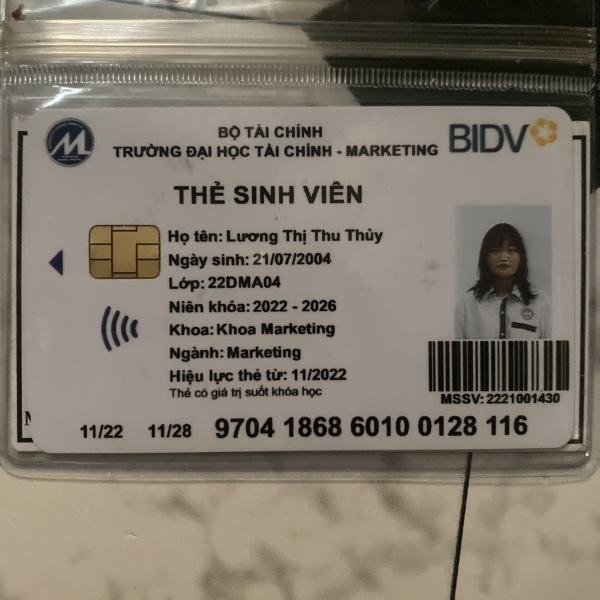 BỘ TÀI CHÍNH
TRƯỜNG ĐẠI HỌC TÀI CHÍNH - MARKETING
BIDV
THẺ SINH VIÊN
Họ tên: Lương Thị Thu Thủy
Ngày sinh: 21/07/2004
Lớp: 22DMA04
Niên khóa: 2022 - 2026
Khoa: Khoa Marketing
Ngành: Marketing
Hiệu lực thẻ từ: 11/2022
Thẻ có giá trị suốt khóa học
MSSV: 2221001430
11/22 11/28 9704 1868 6010 0128 116